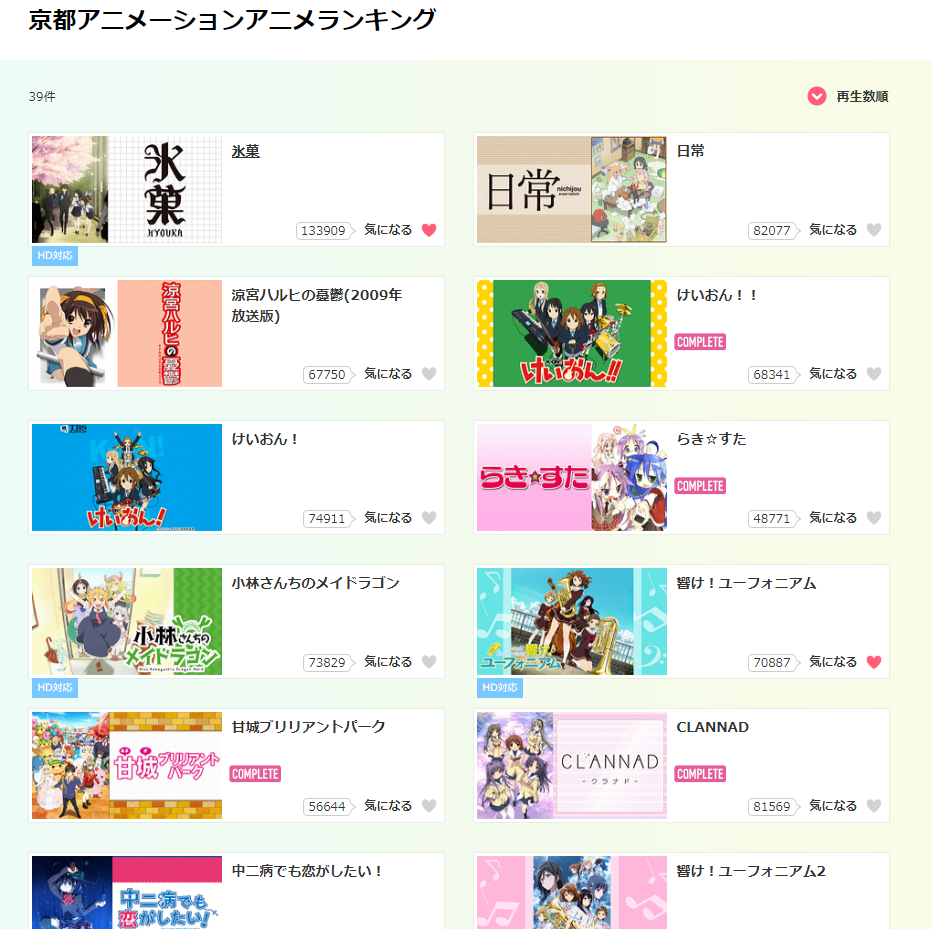 京都アニメーションアニメランキング
39件
再生数順
氷菓
HYOUKA
氷菓
133909 気になる
HD対応
日常
nichijou
日常
82077 気になる
涼宮ハルヒの憂鬱
涼宮ハルヒの憂鬱(2009年
放送版)
67750 気になる
K-ON!!
けいおん!!
けいおん！！
COMPLETE
68341 気になる
TBS
K-ON!
けいおん!
けいおん！
74911 気になる
らき☆すた
らき☆すた
COMPLETE
48771 気になる
小林さんちの
メイドラゴン
Miss Kobayashi's Dragon Maid
小林さんちのメイドラゴン
73829 気になる
HD対応
響け!
ユーフォニアム
響け！ユーフォニアム
70887 気になる
HD対応
甘城ブリリアント
パーク
甘城ブリリアントパーク
COMPLETE
56644 気になる
CLANNAD
-クラナド-
CLANNAD
COMPLETE
81569 気になる
中二病でも
恋がしたい!
中二病でも恋がしたい！
響け！ユーフォニアム2